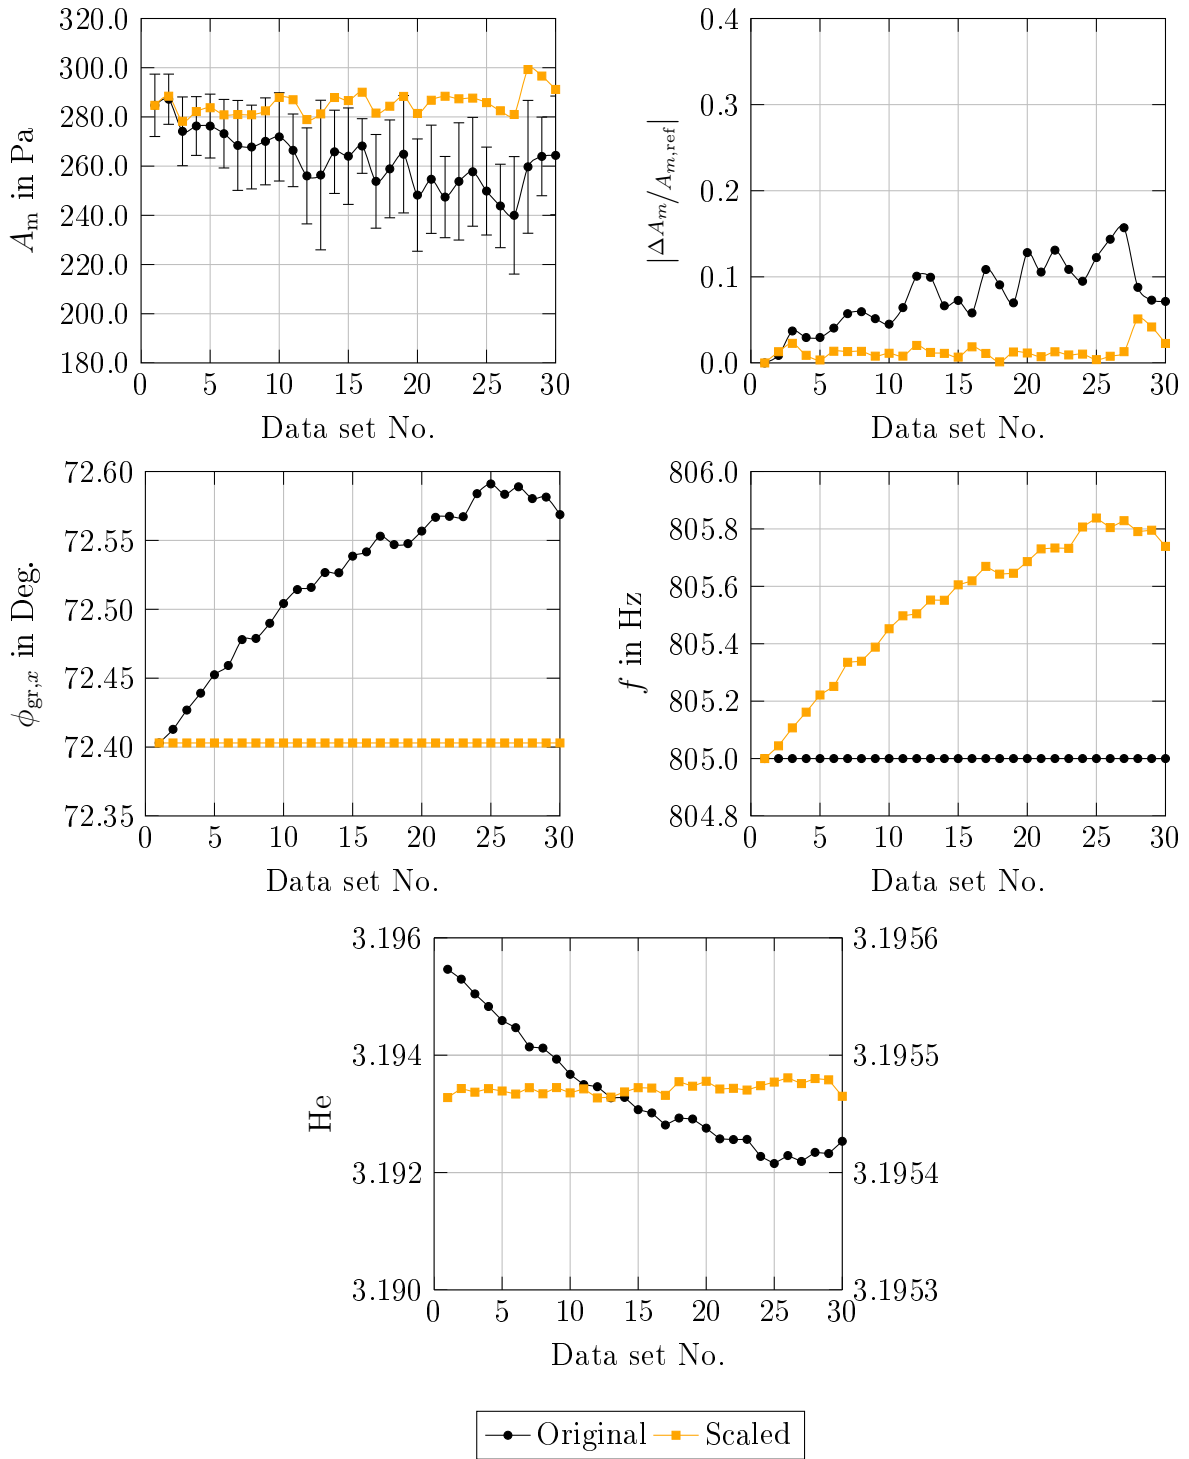 320.0
300.0
280.0
260.0
240.0
220.0
200.0
180.0
0 5 10 15 20 25 30
A_m in Pa
Data set No.
0.4
0.3
0.2
0.1
0.0
0 5 10 15 20 25 30
|ΔA_m/A_{m,ref}|
Data set No.
72.60
72.55
72.50
72.45
72.40
72.35
0 5 10 15 20 25 30
ϕ_{gr,x} in Deg.
Data set No.
806.0
805.8
805.6
805.4
805.2
805.0
804.8
0 5 10 15 20 25 30
f in Hz
Data set No.
3.196
3.194
3.192
3.190
3.1956
3.1955
3.1954
3.1953
0 5 10 15 20 25 30
He
Data set No.
Original Scaled